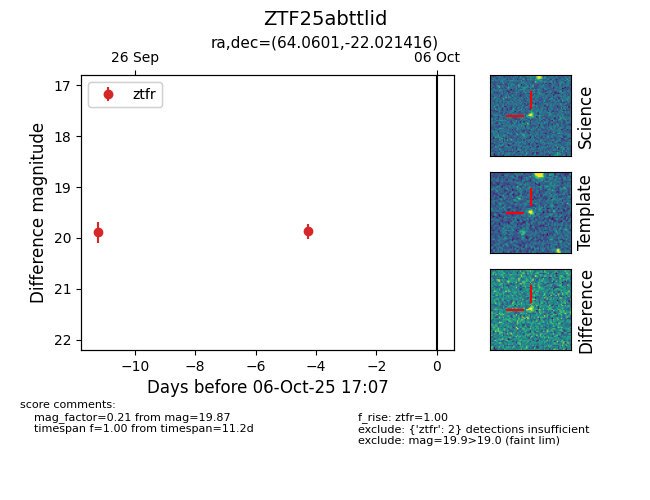 ZTF25abttlid
ra,dec=(64.0601,-22.021416)
26 Sep
06 Oct
ztfr
17
18
19
20
21
22
Difference magnitude
−10
−8
−6
−4
−2
0
Days before 06-Oct-25 17:07
Science
Template
Difference
score comments:
mag_factor=0.21 from mag=19.87
timespan f=1.00 from timespan=11.2d
f_rise: ztfr=1.00
exclude: {'ztfr': 2} detections insufficient
exclude: mag=19.9>19.0 (faint lim)